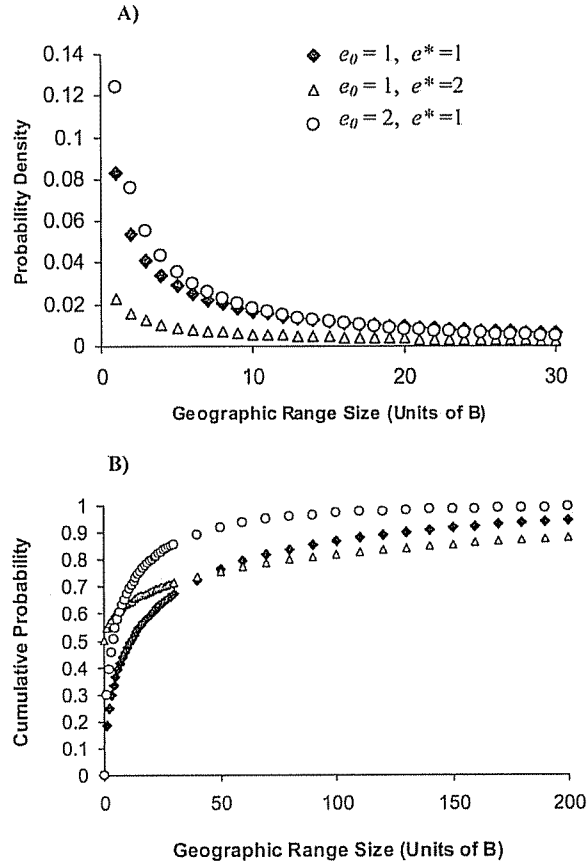 A)
0.14
0.12
0.1
0.08
0.06
0.04
0.02
0
Probability Density
e₀ = 1, e* =1
e₀ = 1, e* =2
e₀ = 2, e* =1
0 10 20 30
Geographic Range Size (Units of B)
B)
1
0.9
0.8
0.7
0.6
0.5
0.4
0.3
0.2
0.1
0
Cumulative Probability
0 50 100 150 200
Geographic Range Size (Units of B)